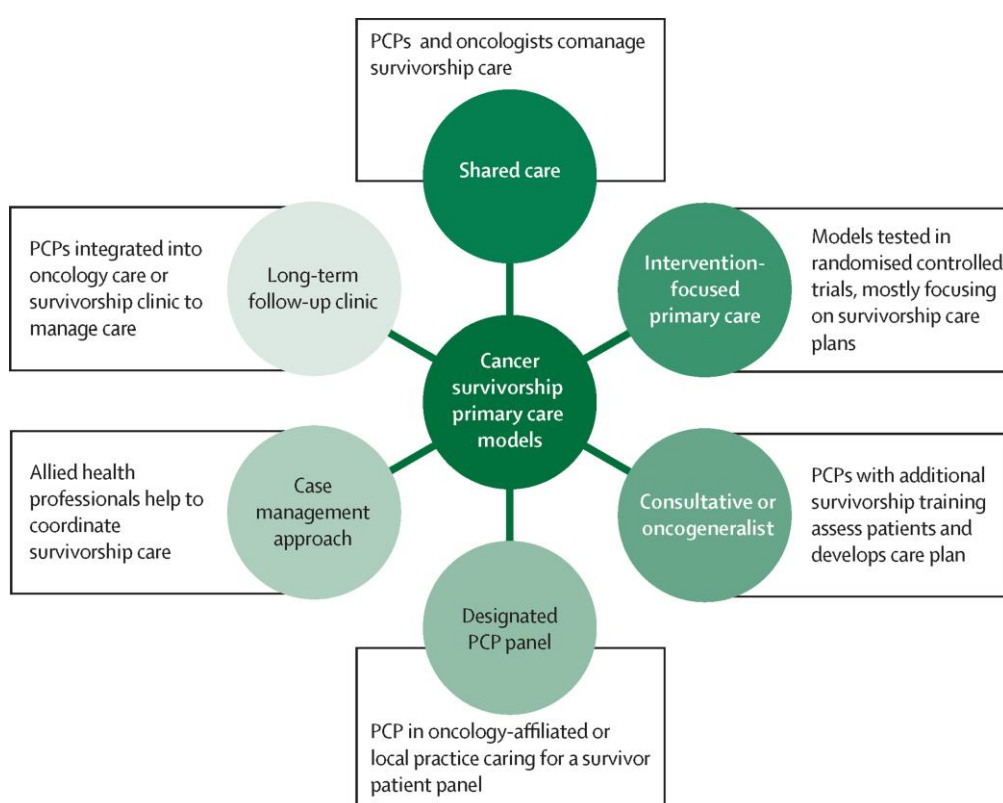 PCPs and oncologists comanage
survivorship care
Shared care
PCPs integrated into
oncology care or
survivorship clinic to
manage care
Long-term
follow-up clinic
Intervention-
focused
primary care
Models tested in
randomised controlled
trials, mostly focusing
on survivorship care
plans
Cancer
survivorship
primary care
models
Allied health
professionals help to
coordinate
survivorship care
Case
management
approach
Consultative or
oncogeneralist
PCPs with additional
survivorship training
assess patients and
develops care plan
Designated
PCP panel
PCP in oncology-affiliated or
local practice caring for a survivor
patient panel